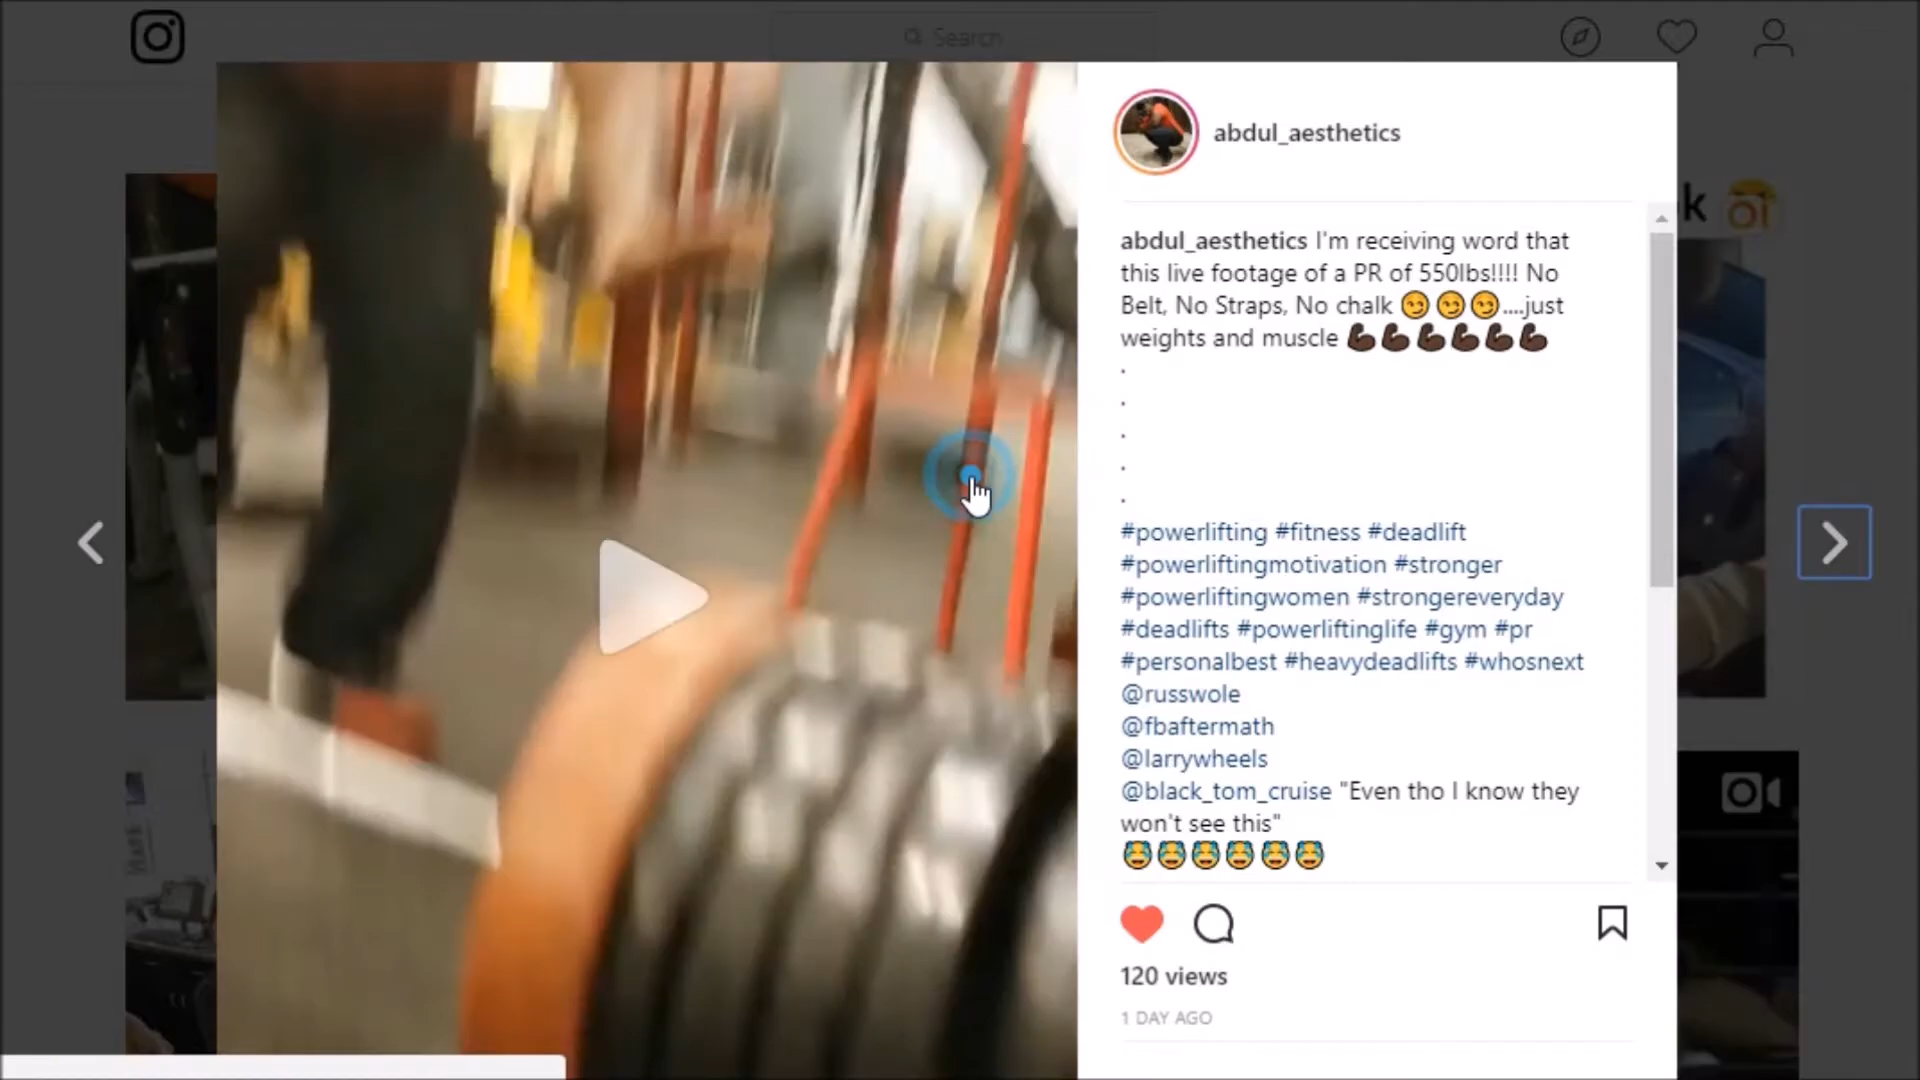 Search
abdul_aesthetics
k
abdul_aesthetics I'm receiving word that
this live footage of a PR of 550lbs!!!! No
Belt, No Straps, No chalk 😏😏😏....just
weights and muscle 💪🏿💪🏿💪🏿💪🏿💪🏿💪🏿
.
.
.
.
.
#powerlifting #fitness #deadlift
#powerliftingmotivation #stronger
#powerliftingwomen #strongereveryday
#deadlifts #powerliftinglife #gym #pr
#personalbest #heavydeadlifts #whosnext
@russwole
@fbaftermath
@larrywheels
@black_tom_cruise "Even tho I know they
won't see this"
😭😭😭😭😭😭
120 views
1 DAY AGO